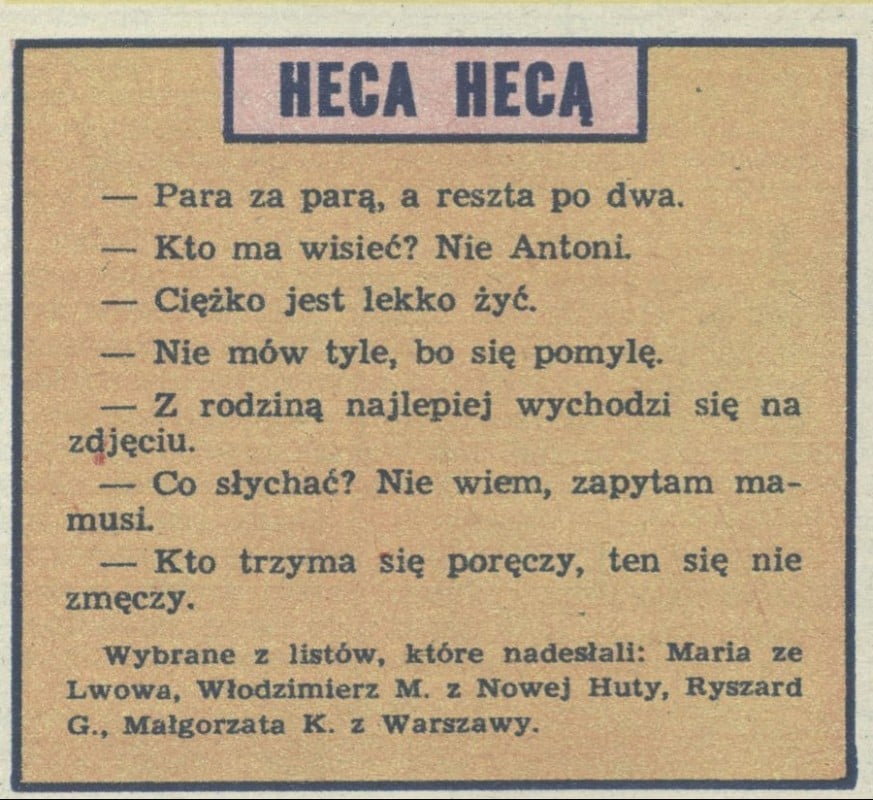 HECA HECĄ
— Para za parą, a reszta po dwa.
— Kto ma wisieć? Nie Antoni.
— Ciężko jest lekko żyć.
— Nie mów tyle, bo się pomylę.
— Z rodziną najlepiej wychodzi się na
zdjęciu.
— Co słychać? Nie wiem, zapytam ma-
musi.
— Kto trzyma się poręczy, ten się nie
zmęczy.
Wybrane z listów, które nadesłali: Maria ze
Lwowa, Włodzimierz M. z Nowej Huty, Ryszard
G., Małgorzata K. z Warszawy.